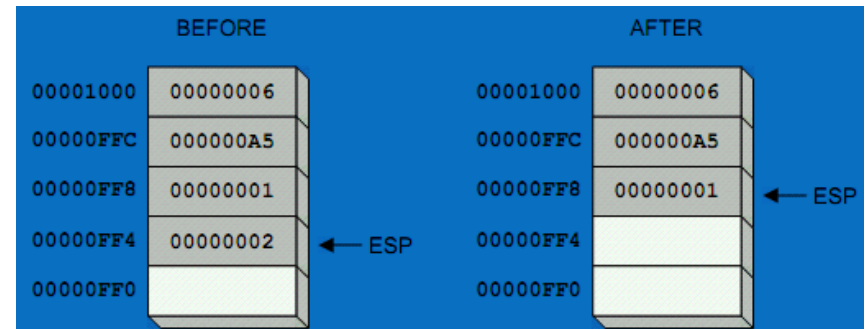 BEFORE AFTER
00001000 00000006 00001000 00000006
00000FFC 000000A5 00000FFC 000000A5
00000FF8 00000001 00000FF8 00000001 ESP
00000FF4 00000002 ESP 00000FF4
00000FF0 00000FF0